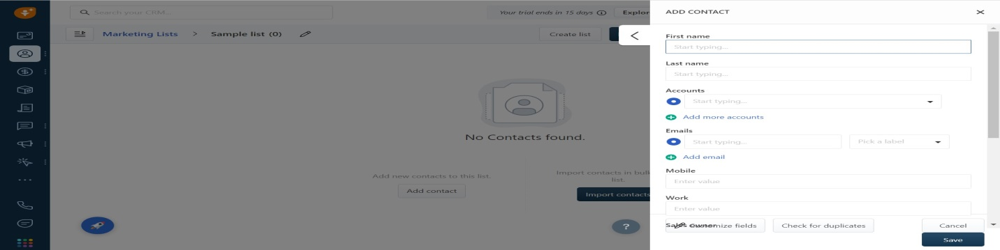 Search your CRM...
Your trial ends in 15 days
Explor
Marketing Lists > Sample list (0)
Create list
No Contacts found.
Add new contacts to this list.
Add contact
Import contacts in bulk
list.
Import contacts
?
ADD CONTACT
First name
Start typing...
Last name
Start typing...
Accounts
Start typing...
Add more accounts
Emails
Start typing...
Pick a label
Add email
Mobile
Enter value
Work
Enter value
Sales owner
Customize fields
Check for duplicates
Cancel
Save